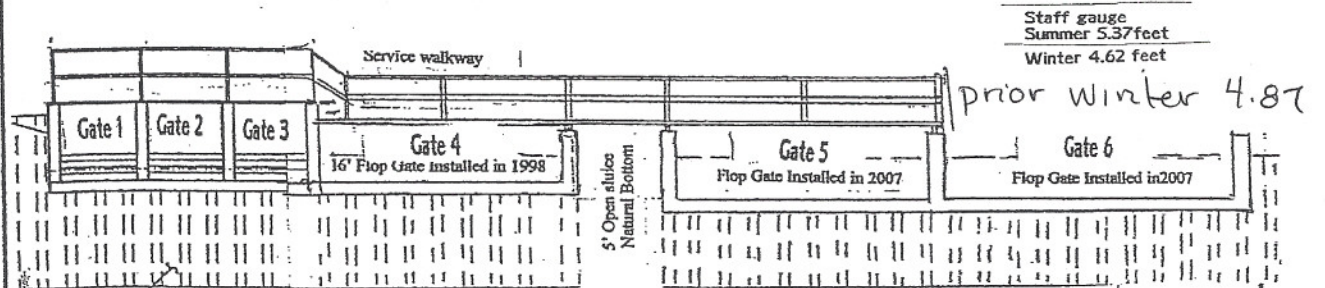 Staff gauge
Summer 5.37feet
Winter 4.62 feet
prior Winter 4.87
Service walkway
Gate 1
Gate 2
Gate 3
Gate 4
16' Flop Gate Installed in 1998
5' Open sluice
Natural Bottom
Gate 5
Flop Gate Installed in 2007
Gate 6
Flop Gate Installed in2007